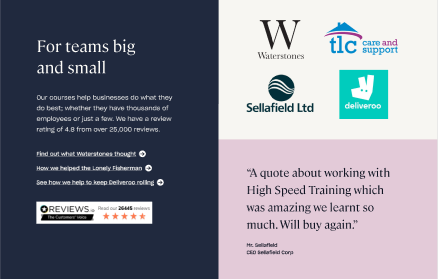 For teams big
and small
Our courses help businesses do what they
do best; whether they have thousands of
employees or just a few. We have a review
rating of 4.8 from over 25,000 reviews.
Find out what Waterstones thought
How we helped the Lonely Fisherman
See how we help to keep Deliveroo rolling
REVIEWS.io
The Customers' Voice
Read our 26445 reviews
W
Waterstones
tlc care and
support
Sellafield Ltd
deliveroo
“A quote about working with
High Speed Training which
was amazing we learnt so
much. Will buy again.”
Mr. Sellafield
CEO Sellafield Corp